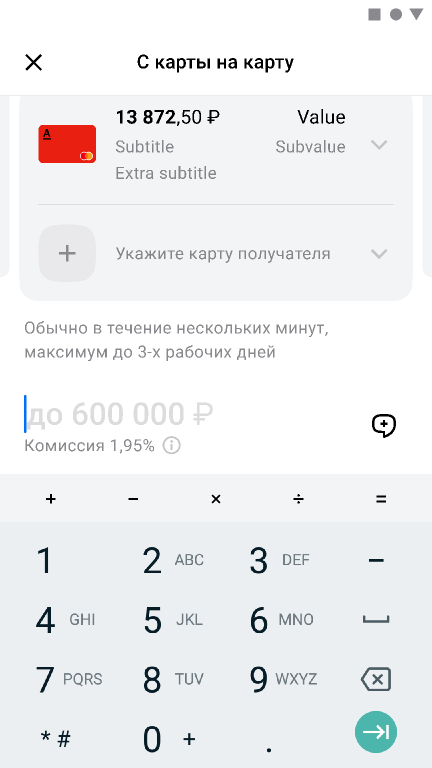 С карты на карту
13 872,50 ₽ Value
Subtitle Subvalue
Extra subtitle
Укажите карту получателя
Обычно в течение нескольких минут,
максимум до 3-х рабочих дней
до 600 000 ₽
Комиссия 1,95%
+ − × ÷ =
1 2 ABC 3 DEF −
4 GHI 5 JKL 6 MNO
7 PQRS 8 TUV 9 WXYZ
* # 0 + .